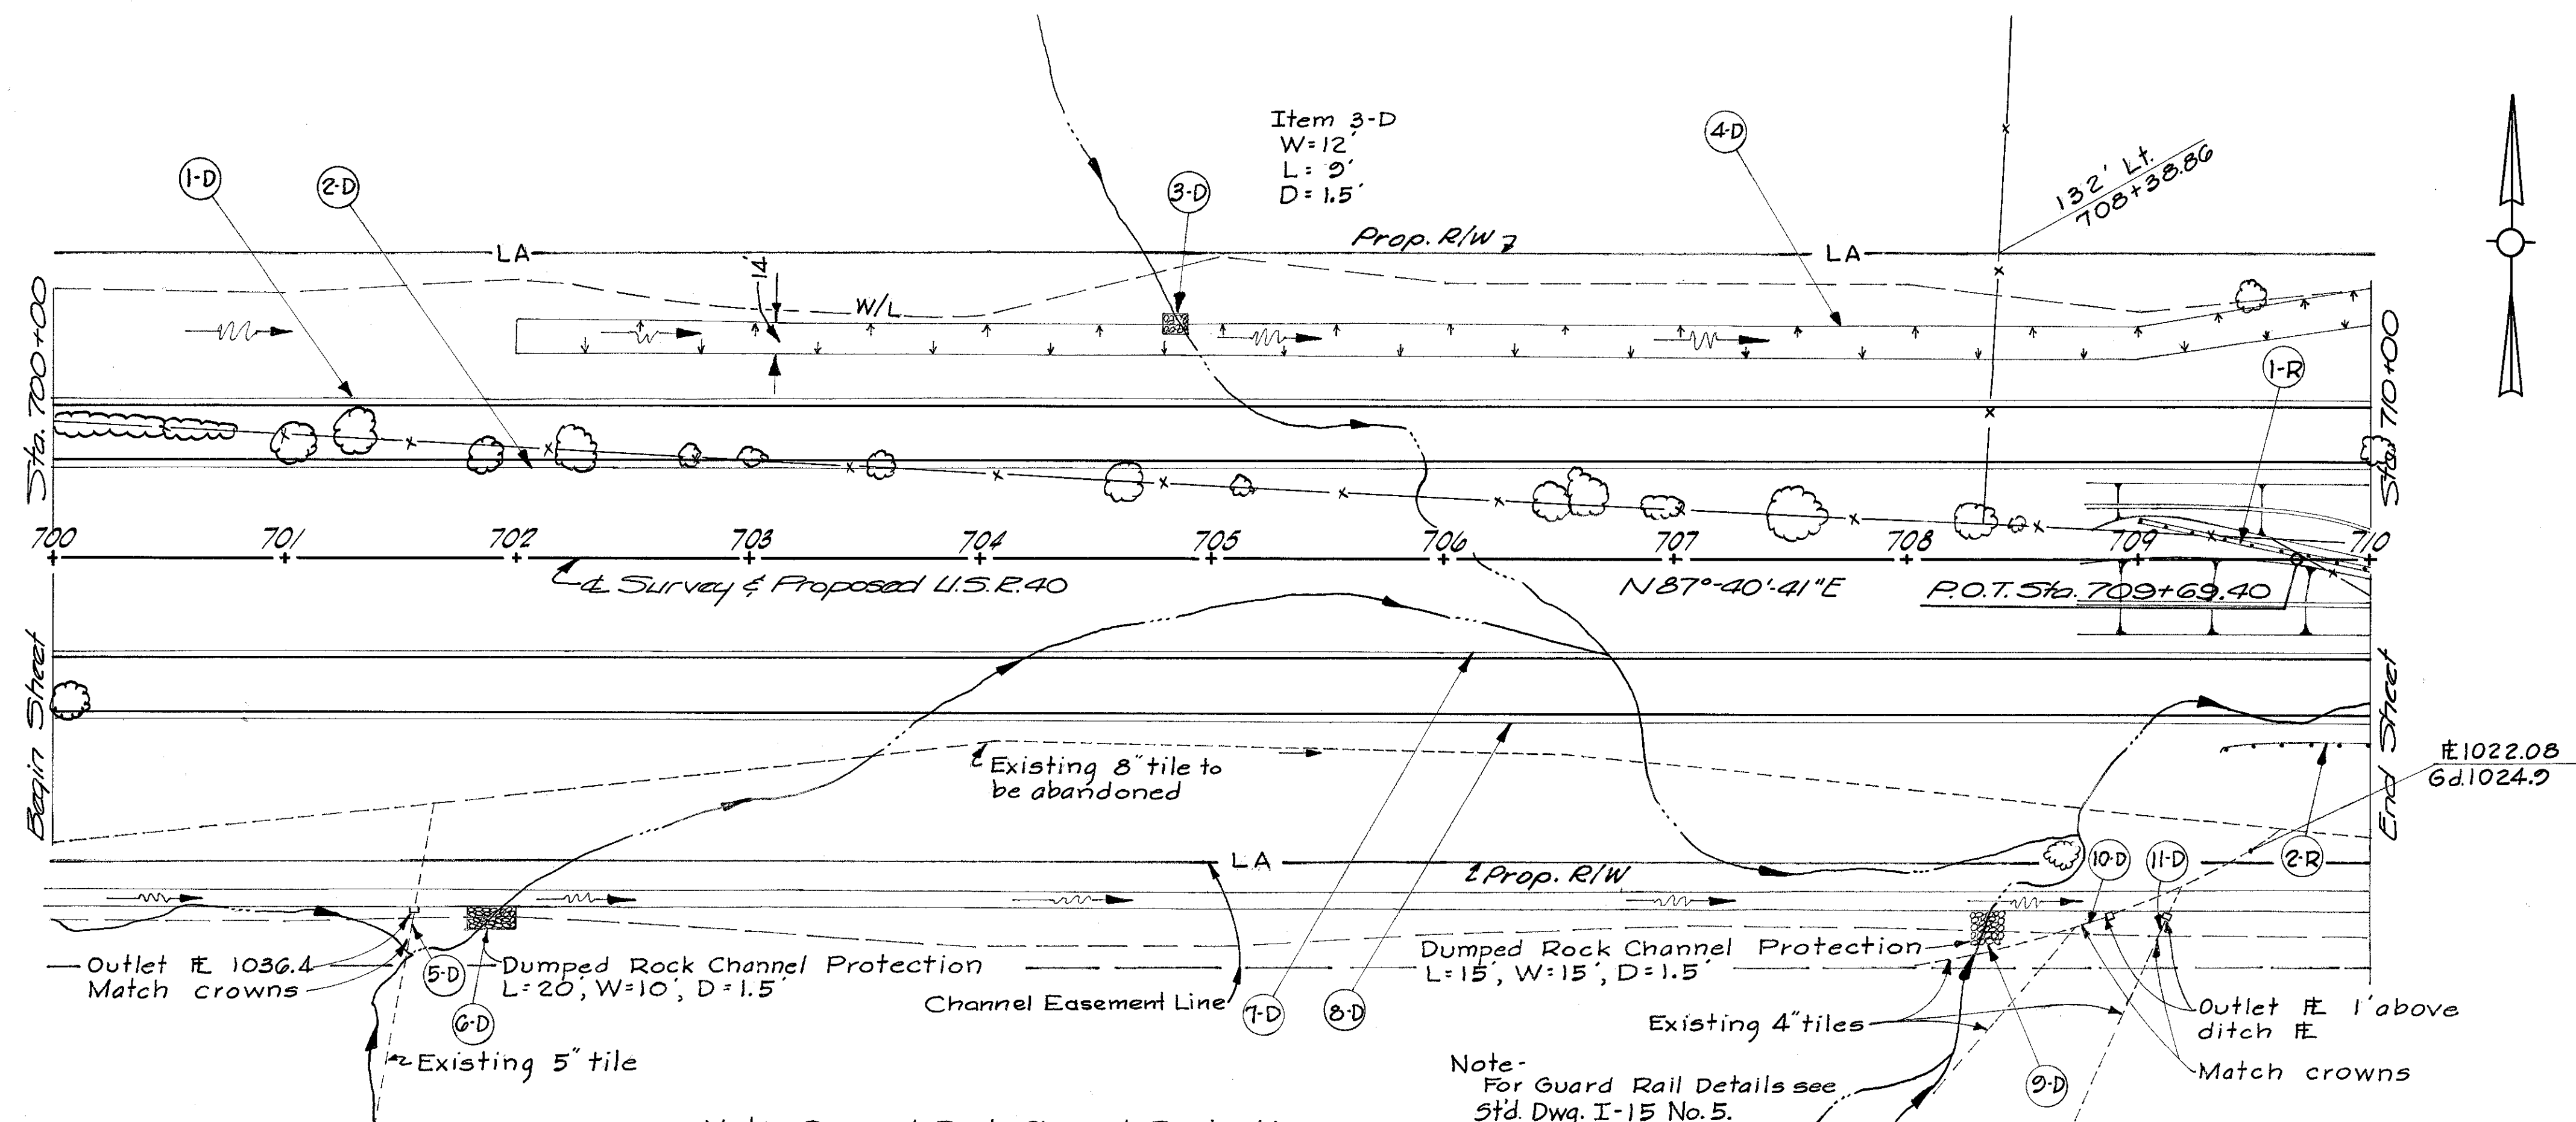 Item 3-D
W=12'
L= 9'
D= 1.5'
4-D
132' Lt.
708+38.86
1-D
2-D
3-D
Prop. R/W
LA
LA
14'
W/L
Sta. 700+00
Sta. 710+00
1-R
700 701 702 703 704 705 706 707 708 709 710
℄ Survey & Proposed U.S.R.40
N87°-40'-41"E
P.O.T. Sta. 709+69.40
Begin Sheet
End Sheet
Existing 8" tile to
be abandoned
℄ 1022.08
Gd.1024.9
LA
Prop. R/W
10-D
11-D
2-R
Outlet ℄ 1036.4
Match crowns
5-D
Dumped Rock Channel Protection
L=20', W=10', D=1.5'
6-D
Existing 5" tile
Channel Easement Line
7-D
8-D
Dumped Rock Channel Protection
L=15', W=15', D=1.5'
Existing 4" tiles
Outlet ℄ 1' above
ditch ℄
Match crowns
9-D
Note-
For Guard Rail Details see
St'd. Dwg. I-15 No.5.